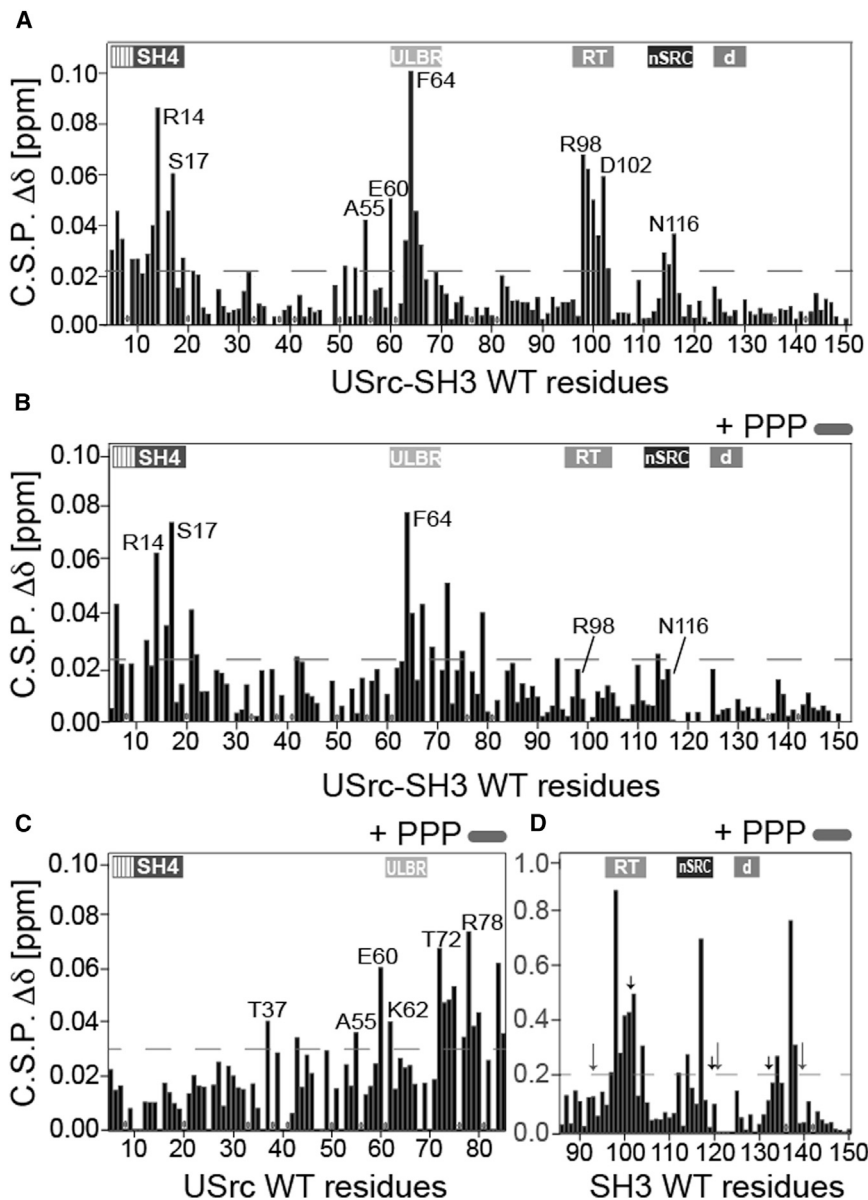 A
SH4 ULBR RT nSRC d
C.S.P. Δδ [ppm]
0.10
0.08
0.06
0.04
0.02
0.00
R14
S17
A55
E60
F64
R98
D102
N116
10 20 30 40 50 60 70 80 90 100 110 120 130 140 150
USrc-SH3 WT residues
B
+ PPP
SH4 ULBR RT nSRC d
C.S.P. Δδ [ppm]
0.10
0.08
0.06
0.04
0.02
0.00
R14
S17
F64
R98
N116
10 20 30 40 50 60 70 80 90 100 110 120 130 140 150
USrc-SH3 WT residues
C
+ PPP
SH4 ULBR
C.S.P. Δδ [ppm]
0.10
0.08
0.06
0.04
0.02
0.00
T37
A55
E60
K62
T72
R78
10 20 30 40 50 60 70 80
USrc WT residues
D
+ PPP
RT nSRC d
1.0
0.8
0.6
0.4
0.2
0.0
90 100 110 120 130 140 150
SH3 WT residues